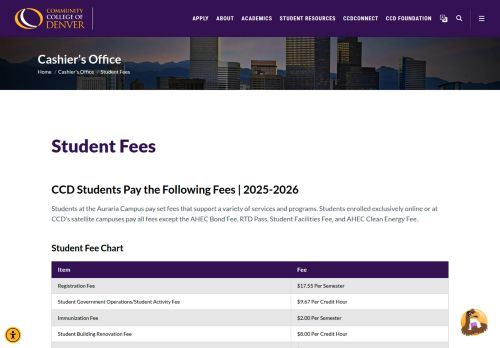 COMMUNITY
COLLEGE OF
DENVER
APPLY ABOUT ACADEMICS STUDENT RESOURCES CCDCONNECT CCD FOUNDATION
Cashier's Office
Home / Cashier's Office / Student Fees
Student Fees
CCD Students Pay the Following Fees | 2025-2026
Students at the Auraria Campus pay set fees that support a variety of services and programs. Students enrolled exclusively online or at
CCD's satellite campuses pay all fees except the AHEC Bond Fee, RTD Pass, Student Facilities Fee, and AHEC Clean Energy Fee.
Student Fee Chart
Item Fee
Registration Fee $17.55 Per Semester
Student Government Operations/Student Activity Fee $9.67 Per Credit Hour
Immunization Fee $2.00 Per Semester
Student Building Renovation Fee $8.00 Per Credit Hour